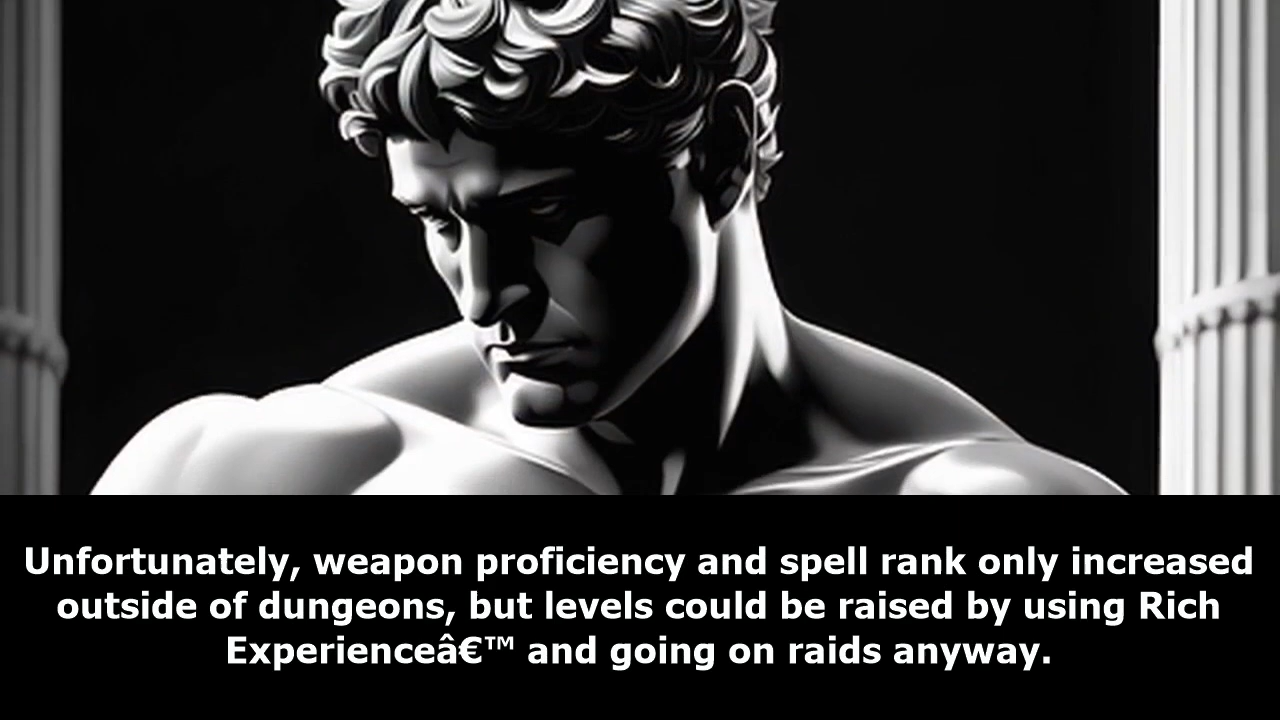 Unfortunately, weapon proficiency and spell rank only increased
outside of dungeons, but levels could be raised by using Rich
Experienceâ€™ and going on raids anyway.